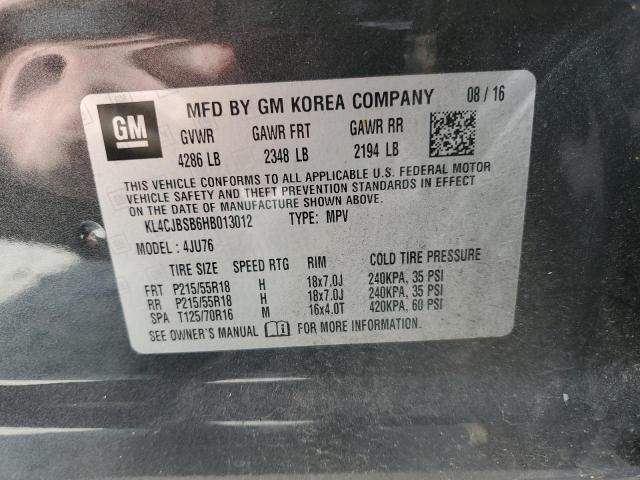 GM
MFD BY GM KOREA COMPANY 08 / 16
GVWR GAWR FRT GAWR RR
4286 LB 2348 LB 2194 LB
THIS VEHICLE CONFORMS TO ALL APPLICABLE U.S. FEDERAL MOTOR
VEHICLE SAFETY AND THEFT PREVENTION STANDARDS IN EFFECT
ON THE DATE OF MANUFACTURE SHOWN ABOVE.
KL4CJBSB6HB013012 TYPE: MPV
MODEL : 4JU76
TIRE SIZE SPEED RTG RIM COLD TIRE PRESSURE
FRT P215/55R18 H 18x7.0J 240KPA, 35 PSI
RR P215/55R18 H 18x7.0J 240KPA, 35 PSI
SPA T125/70R16 M 16x4.0T 420KPA, 60 PSI
SEE OWNER'S MANUAL FOR MORE INFORMATION.